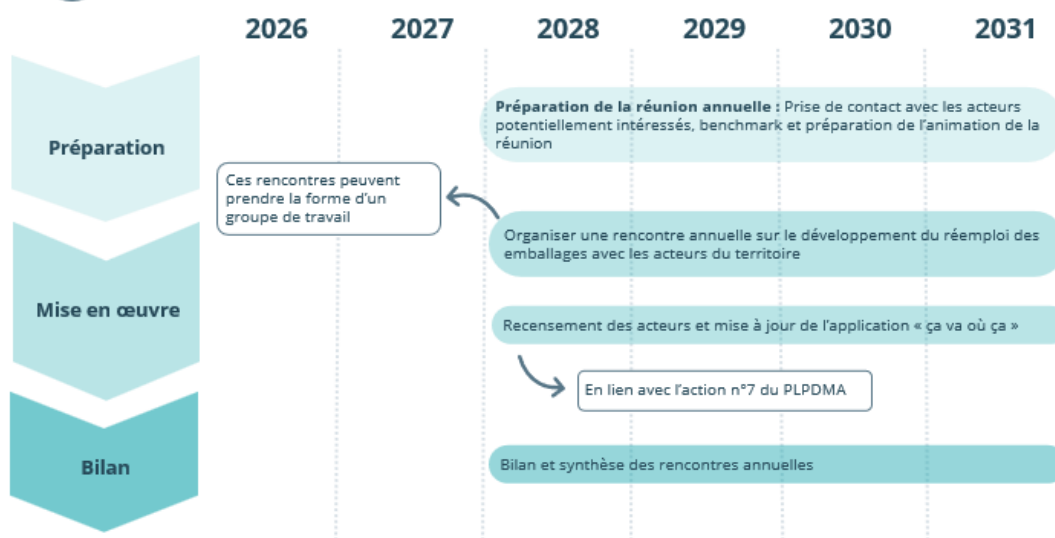 2026 2027 2028 2029 2030 2031
Préparation
Préparation de la réunion annuelle : Prise de contact avec les acteurs
potentiellement intéressés, benchmark et préparation de l'animation de la
réunion
Ces rencontres peuvent
prendre la forme d'un
groupe de travail
Mise en œuvre
Organiser une rencontre annuelle sur le développement du réemploi des
emballages avec les acteurs du territoire
Recensement des acteurs et mise à jour de l'application « ça va où ça »
En lien avec l'action n°7 du PLPDMA
Bilan
Bilan et synthèse des rencontres annuelles